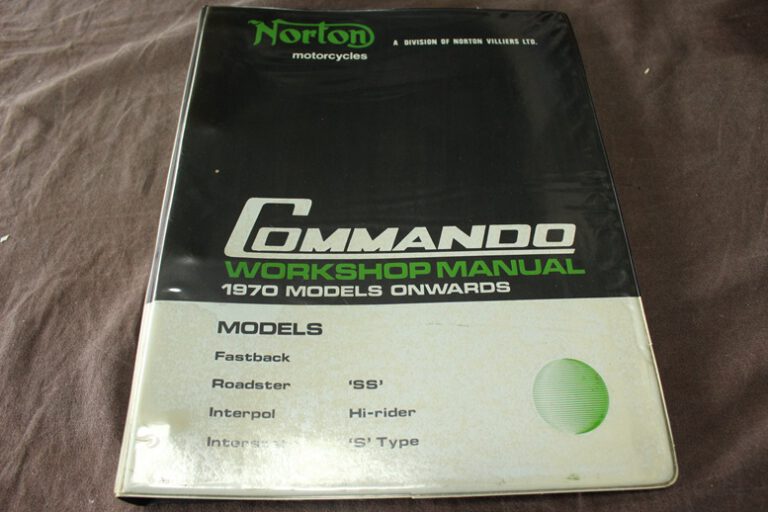 Norton
motorcycles
A DIVISION OF NORTON VILLIERS LTD.
COMMANDO
WORKSHOP MANUAL
1970 MODELS ONWARDS
MODELS
Fastback
Roadster 'SS'
Interpol Hi-rider
'S' Type